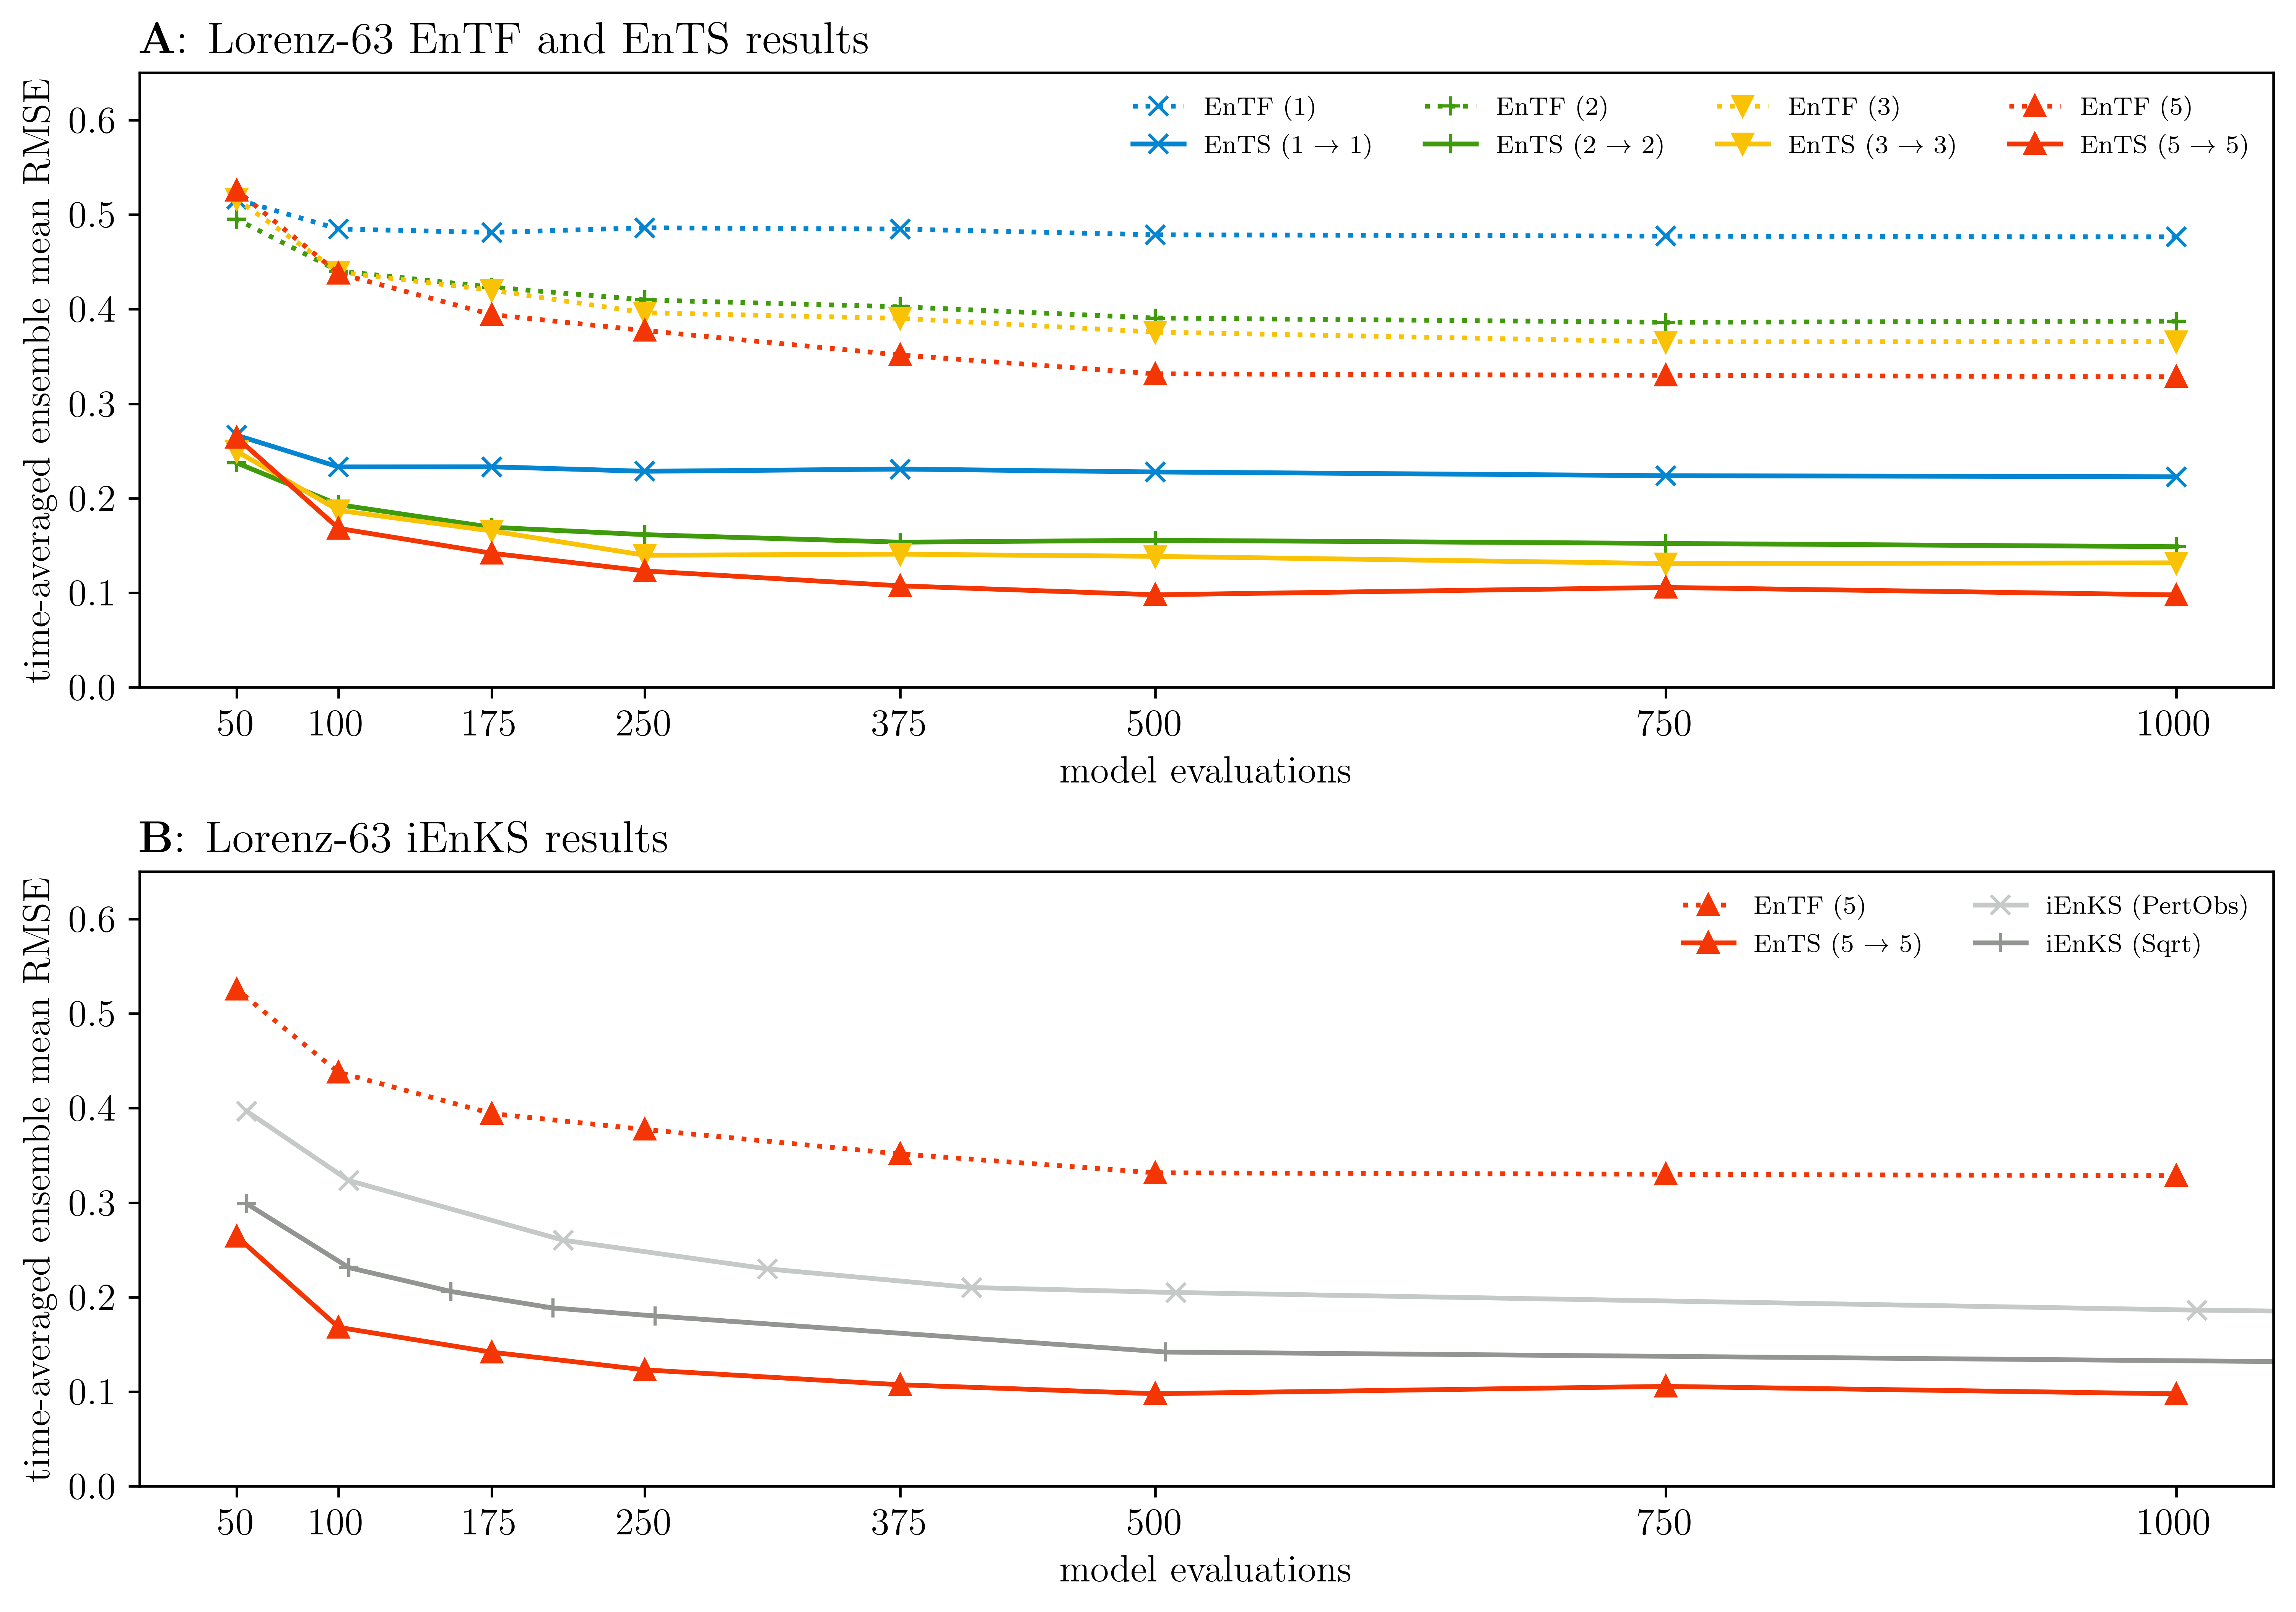 A: Lorenz-63 EnTF and EnTS results
EnTF (1) EnTF (2) EnTF (3) EnTF (5)
EnTS (1 → 1) EnTS (2 → 2) EnTS (3 → 3) EnTS (5 → 5)
time-averaged ensemble mean RMSE
0.6
0.5
0.4
0.3
0.2
0.1
0.0
50 100 175 250 375 500 750 1000
model evaluations
B: Lorenz-63 iEnKS results
EnTF (5) iEnKS (PertObs)
EnTS (5 → 5) iEnKS (Sqrt)
time-averaged ensemble mean RMSE
0.6
0.5
0.4
0.3
0.2
0.1
0.0
50 100 175 250 375 500 750 1000
model evaluations